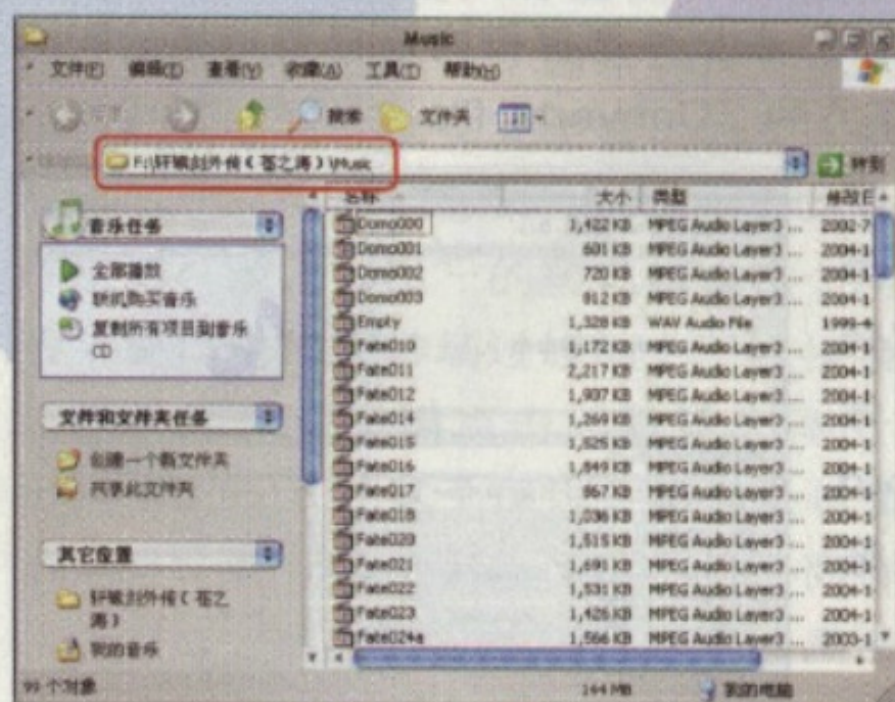 Music
文件(F) 编辑(E) 查看(V) 收藏(A) 工具(T) 帮助(H)
搜索 文件夹
F:\轩辕剑外传(苍之涛)\Music 转到
名称 大小 类型 修改日
音乐任务
全部播放
联机购买音乐
复制所有项目到音乐
CD
文件和文件夹任务
创建一个新文件夹
共享此文件夹
其它位置
轩辕剑外传(苍之
涛)
我的音乐
Domo000 3,422 KB MPEG Audio Layer3 ... 2002-7
Domo001 601 KB MPEG Audio Layer3 ... 2004-1
Domo002 720 KB MPEG Audio Layer3 ... 2004-1
Domo003 812 KB MPEG Audio Layer3 ... 2004-1
Empty 1,328 KB WAV Audio File 1999-4
Fate010 1,172 KB MPEG Audio Layer3 ... 2004-1
Fate011 2,217 KB MPEG Audio Layer3 ... 2004-1
Fate012 1,907 KB MPEG Audio Layer3 ... 2004-1
Fate014 1,269 KB MPEG Audio Layer3 ... 2004-1
Fate015 1,525 KB MPEG Audio Layer3 ... 2004-1
Fate016 1,849 KB MPEG Audio Layer3 ... 2004-1
Fate017 867 KB MPEG Audio Layer3 ... 2004-1
Fate018 1,036 KB MPEG Audio Layer3 ... 2004-1
Fate020 1,515 KB MPEG Audio Layer3 ... 2004-1
Fate021 1,691 KB MPEG Audio Layer3 ... 2004-1
Fate022 1,531 KB MPEG Audio Layer3 ... 2004-1
Fate023 1,426 KB MPEG Audio Layer3 ... 2004-1
Fate024a 1,566 KB MPEG Audio Layer3 ... 2003-1
99 个对象 144 MB 我的电脑